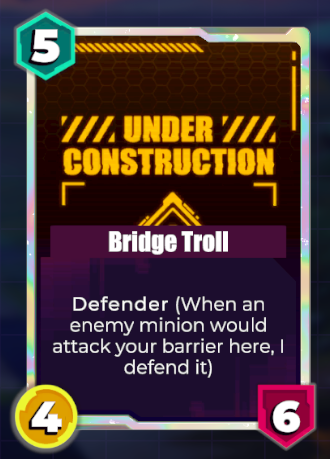 5
/// UNDER ///
CONSTRUCTION
Bridge Troll
Defender (When an
enemy minion would
attack your barrier here, I
defend it)
4
6